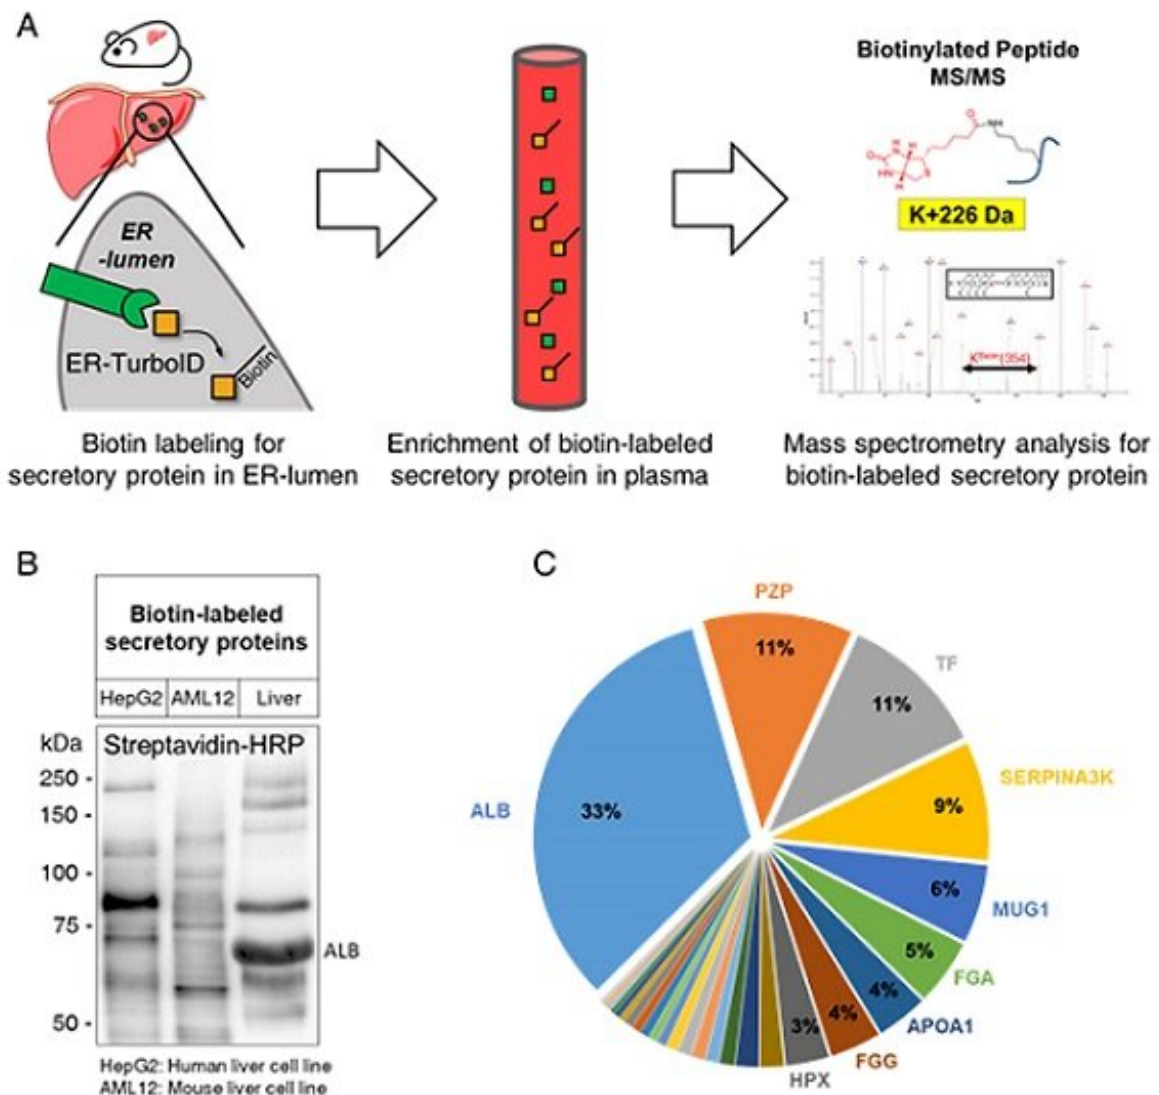 A
Biotinylated Peptide
MS/MS
K+226 Da
ER
-lumen
ER-TurboID
Biotin
K
Biotin
(354)
Biotin labeling for
secretory protein in ER-lumen
Enrichment of biotin-labeled
secretory protein in plasma
Mass spectrometry analysis for
biotin-labeled secretory protein
B
Biotin-labeled
secretory proteins
HepG2 AML12 Liver
kDa
Streptavidin-HRP
250 -
150 -
100 -
75 -
50 -
ALB
HepG2: Human liver cell line
AML12: Mouse liver cell line
C
PZP
11%
TF
11%
SERPINA3K
9%
ALB
33%
MUG1
6%
FGA
5%
APOA1
4%
FGG
4%
HPX
3%